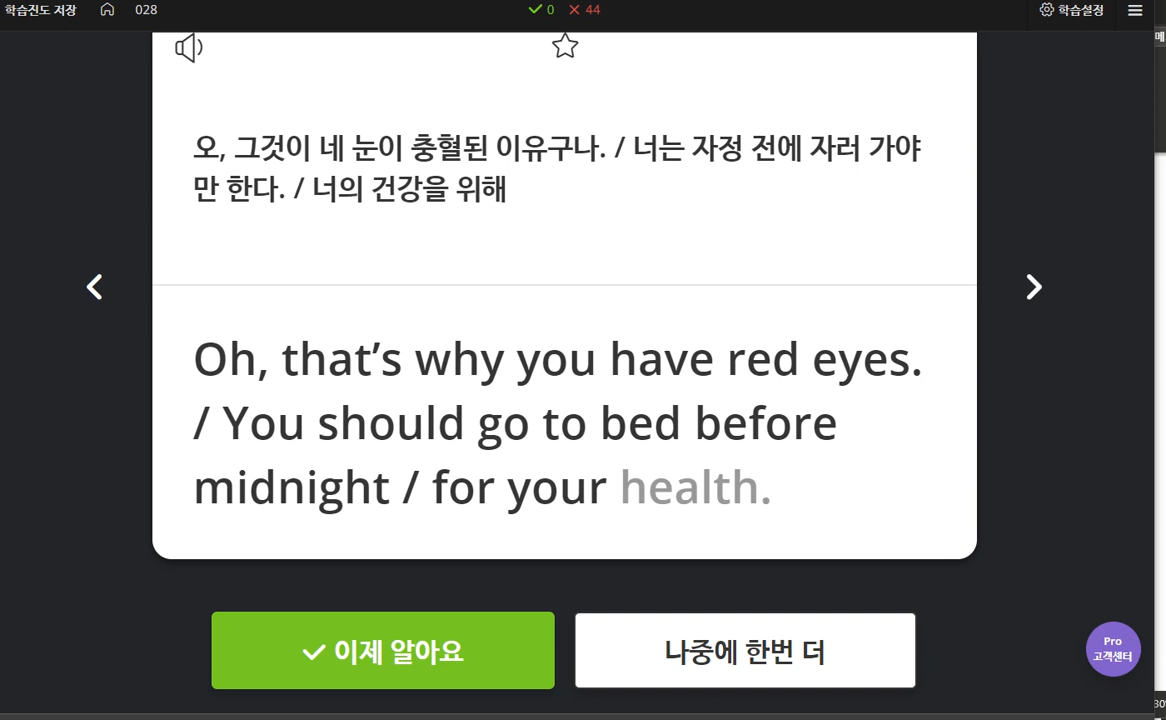 학습진도 저장 028 0 44 학습설정
메
오, 그것이 네 눈이 충혈된 이유구나. / 너는 자정 전에 자러 가야
만 한다. / 너의 건강을 위해
Oh, that’s why you have red eyes.
/ You should go to bed before
midnight / for your health.
이제 알아요 나중에 한번 더
Pro
고객센터